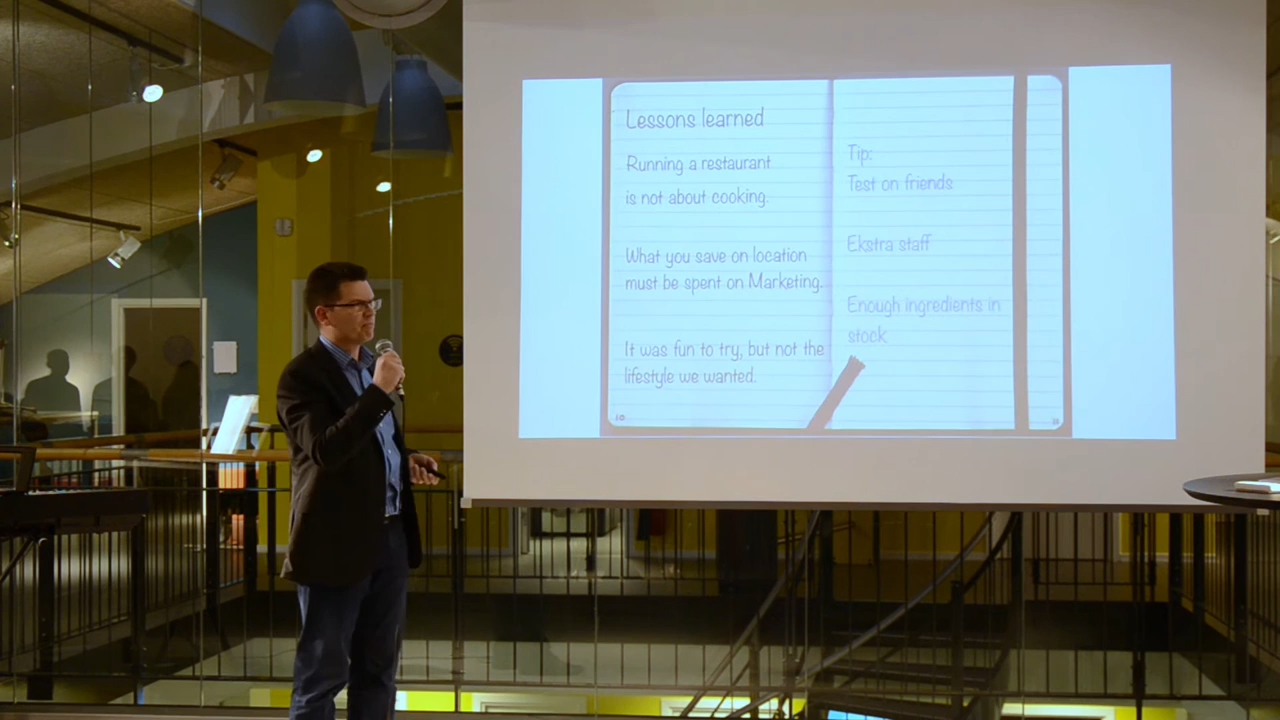 Lessons learned
Running a restaurant
is not about cooking.
What you save on location
must be spent on Marketing.
It was fun to try, but not the
lifestyle we wanted.
Tip:
Test on friends
Ekstra staff
Enough ingredients in
stock